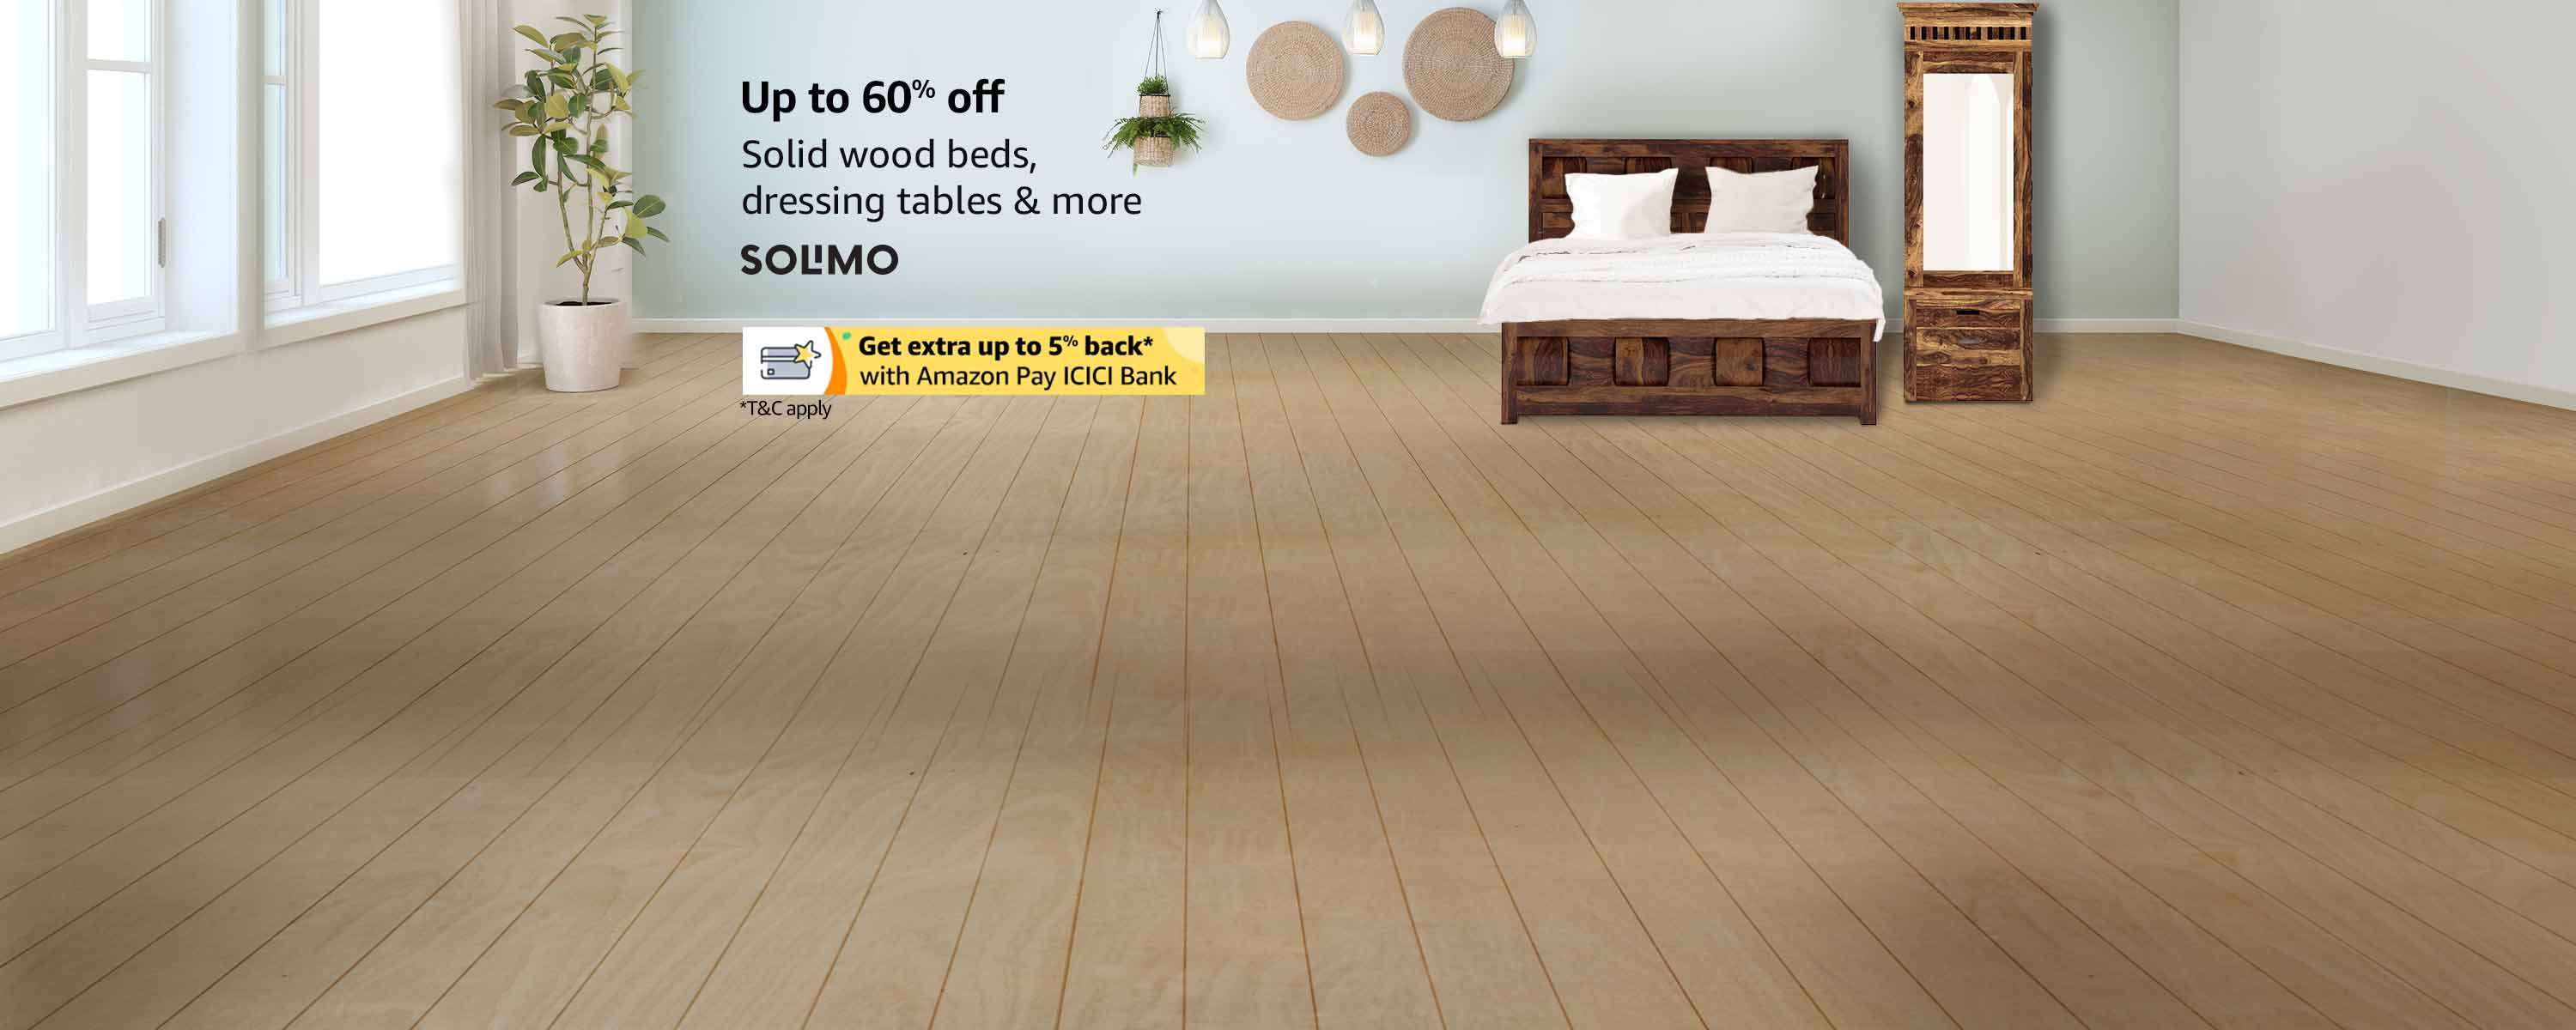 Up to 60% off
Solid wood beds,
dressing tables & more
SOLIMO
Get extra up to 5% back*
with Amazon Pay ICICI Bank
*T&C apply